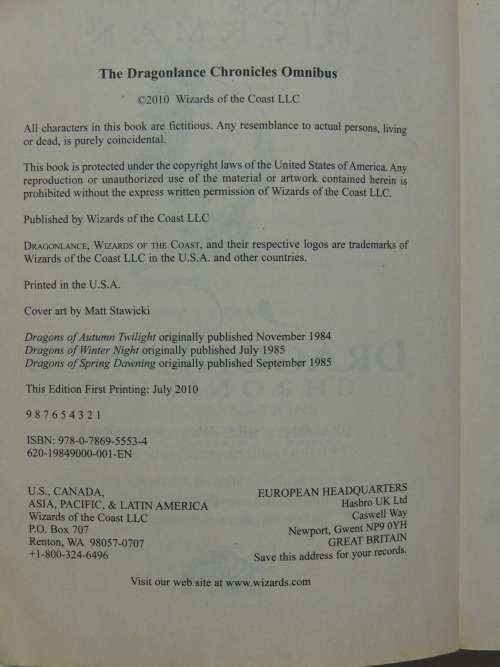 The Dragonlance Chronicles Omnibus
©2010 Wizards of the Coast LLC
All characters in this book are fictitious. Any resemblance to actual persons, living
or dead, is purely coincidental.
This book is protected under the copyright laws of the United States of America. Any
reproduction or unauthorized use of the material or artwork contained herein is
prohibited without the express written permission of Wizards of the Coast LLC.
Published by Wizards of the Coast LLC
DRAGONLANCE, WIZARDS OF THE COAST, and their respective logos are trademarks of
Wizards of the Coast LLC in the U.S.A. and other countries.
Printed in the U.S.A.
Cover art by Matt Stawicki
Dragons of Autumn Twilight originally published November 1984
Dragons of Winter Night originally published July 1985
Dragons of Spring Dawning originally published September 1985
This Edition First Printing: July 2010
9 8 7 6 5 4 3 2 1
ISBN: 978-0-7869-5553-4
620-19849000-001-EN
U.S., CANADA,
ASIA, PACIFIC, & LATIN AMERICA
Wizards of the Coast LLC
P.O. Box 707
Renton, WA 98057-0707
+1-800-324-6496
EUROPEAN HEADQUARTERS
Hasbro UK Ltd
Caswell Way
Newport, Gwent NP9 0YH
GREAT BRITAIN
Save this address for your records.
Visit our web site at www.wizards.com